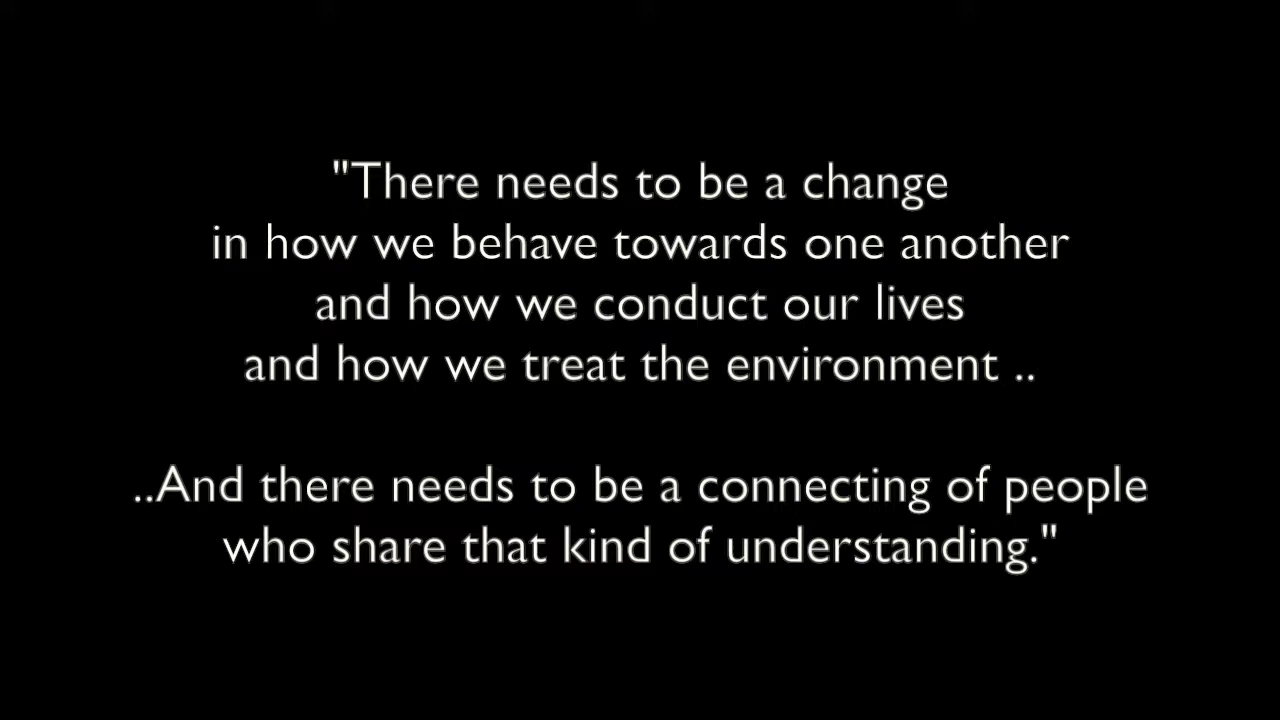 "There needs to be a change
in how we behave towards one another
and how we conduct our lives
and how we treat the environment ..
..And there needs to be a connecting of people
who share that kind of understanding."